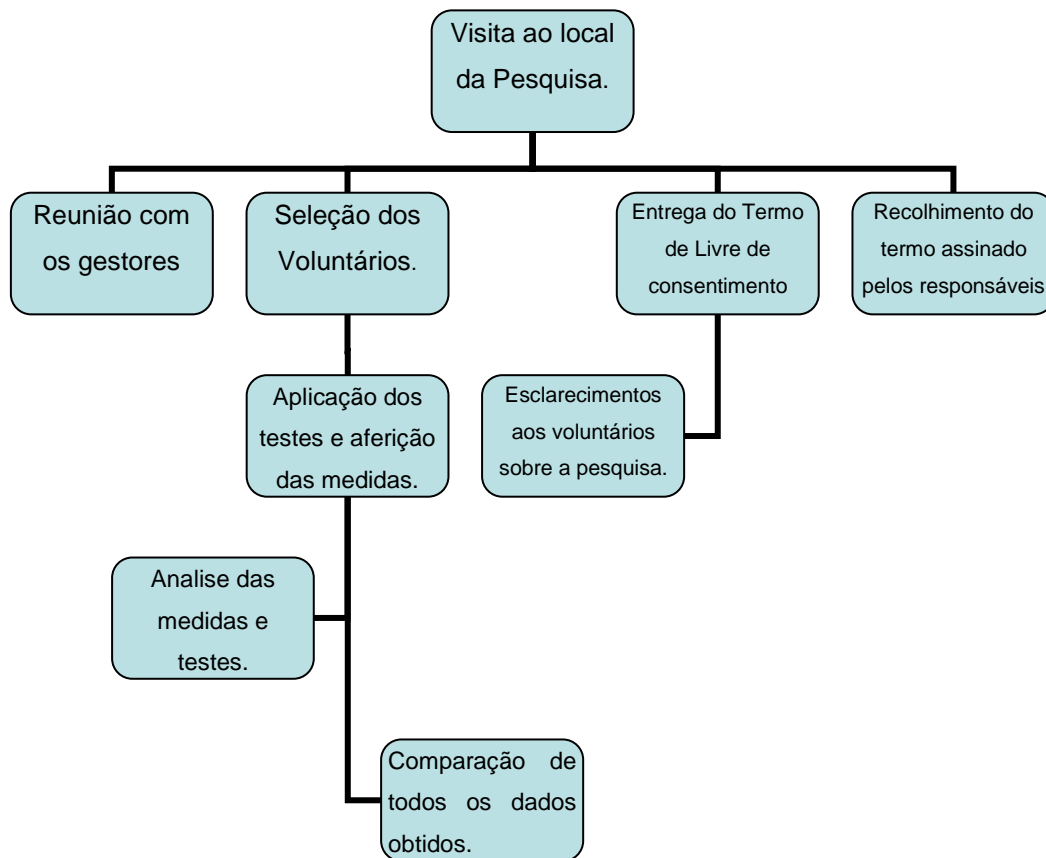 Visita ao local
da Pesquisa.
Reunião com
os gestores
Seleção dos
Voluntários.
Entrega do Termo
de Livre de
consentimento
Recolhimento do
termo assinado
pelos responsáveis
Aplicação dos
testes e aferição
das medidas.
Esclarecimentos
aos voluntários
sobre a pesquisa.
Analise das
medidas e
testes.
Comparação de
todos os dados
obtidos.